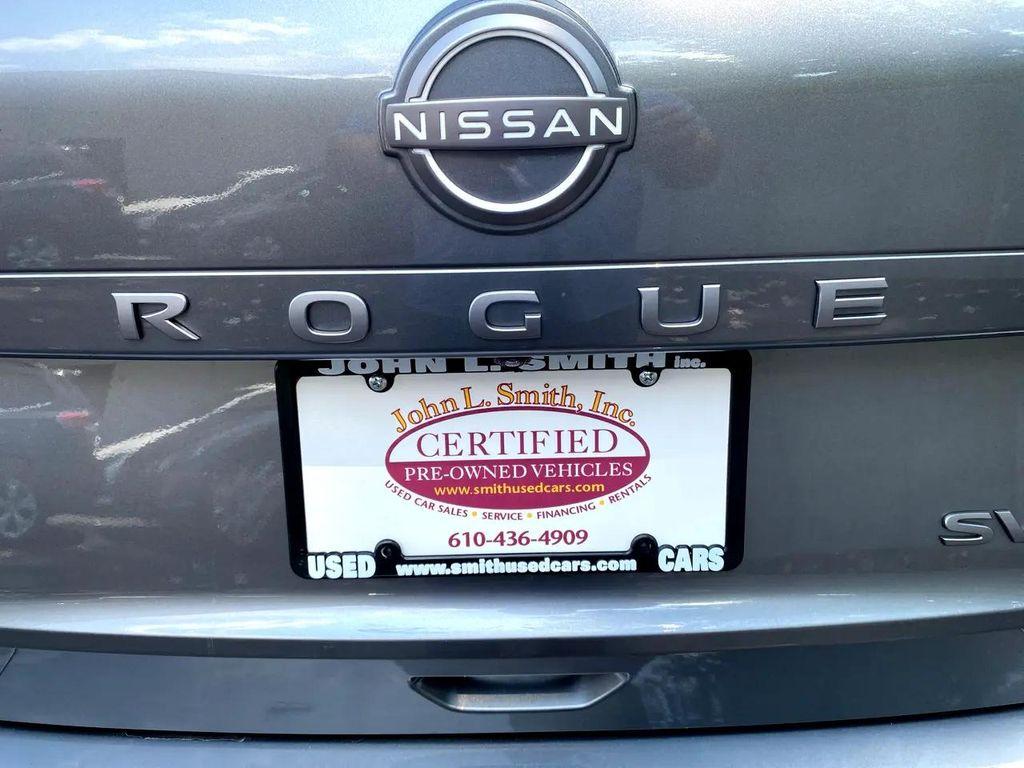 NISSAN
ROGUE
JOHN L. SMITH inc.
John L. Smith, Inc.
CERTIFIED
PRE-OWNED VEHICLES
www.smithusedcars.com
USED CAR SALES • SERVICE • FINANCING • RENTALS
610-436-4909
USED www.smithusedcars.com CARS
SV